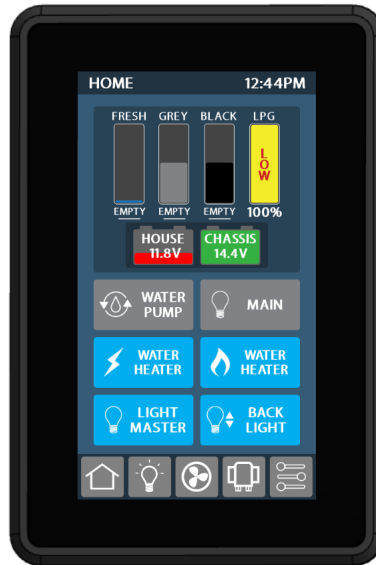 HOME 12:44PM
FRESH GREY BLACK LPG
LOW
EMPTY EMPTY EMPTY 100%
HOUSE CHASSIS
11.8V 14.4V
WATER
PUMP
MAIN
WATER
HEATER
WATER
HEATER
LIGHT
MASTER
BACK
LIGHT